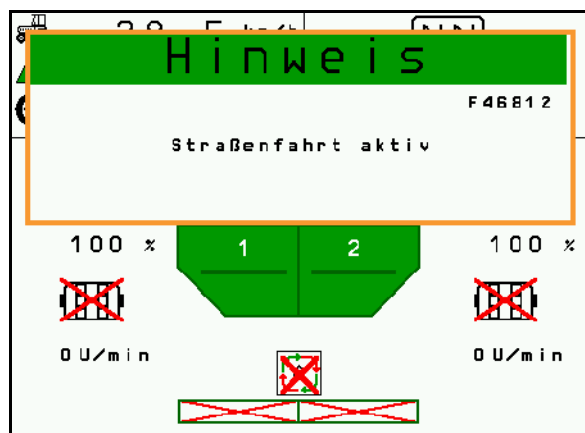 Hinweis
F46812
Straßenfahrt aktiv
100 %
1
2
100 %
0 U/min
0 U/min